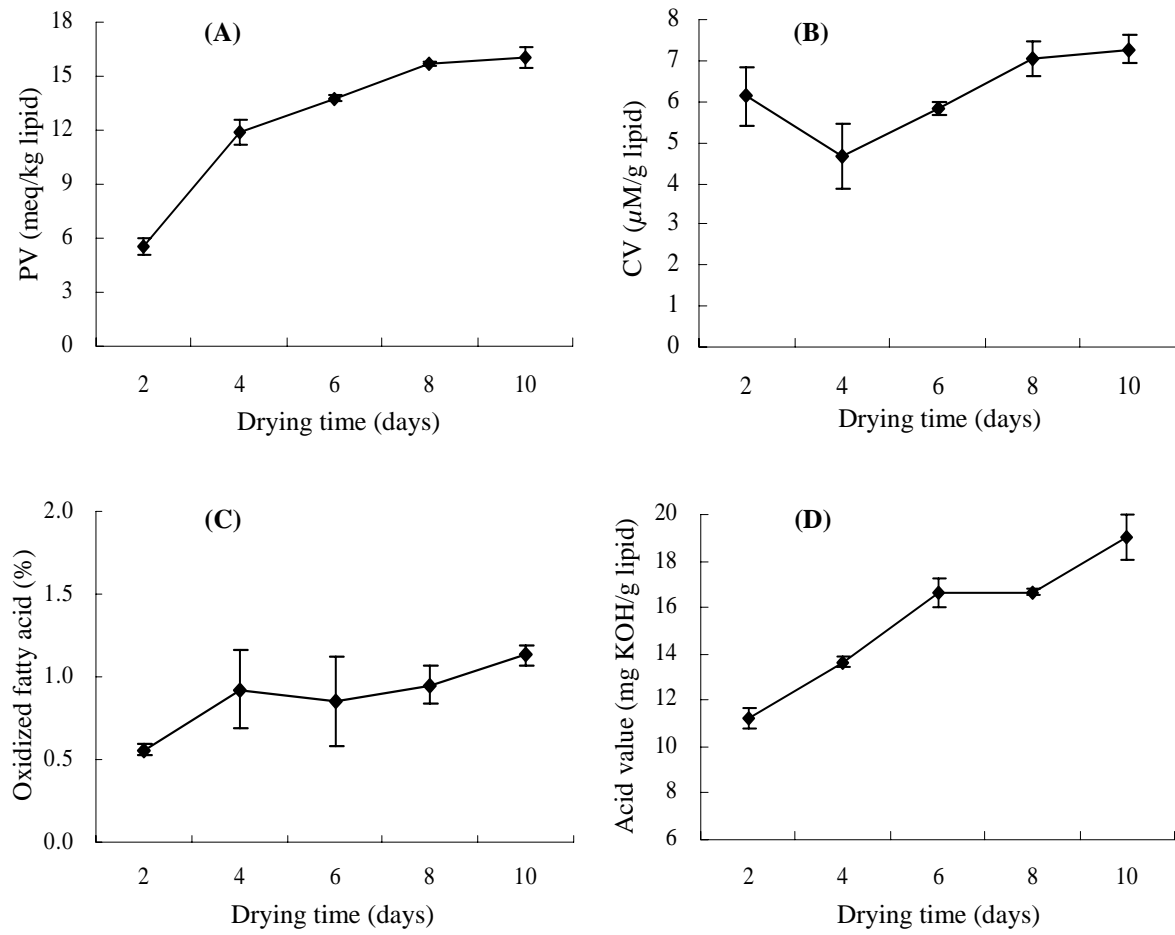 (A)
PV (meq/kg lipid)
18
15
12
9
6
3
0
2 4 6 8 10
Drying time (days)
(B)
CV (µM/g lipid)
8
7
6
5
4
3
2
1
0
2 4 6 8 10
Drying time (days)
(C)
Oxidized fatty acid (%)
2.0
1.5
1.0
0.5
0.0
2 4 6 8 10
Drying time (days)
(D)
Acid value (mg KOH/g lipid)
20
18
16
14
12
10
8
6
2 4 6 8 10
Drying time (days)